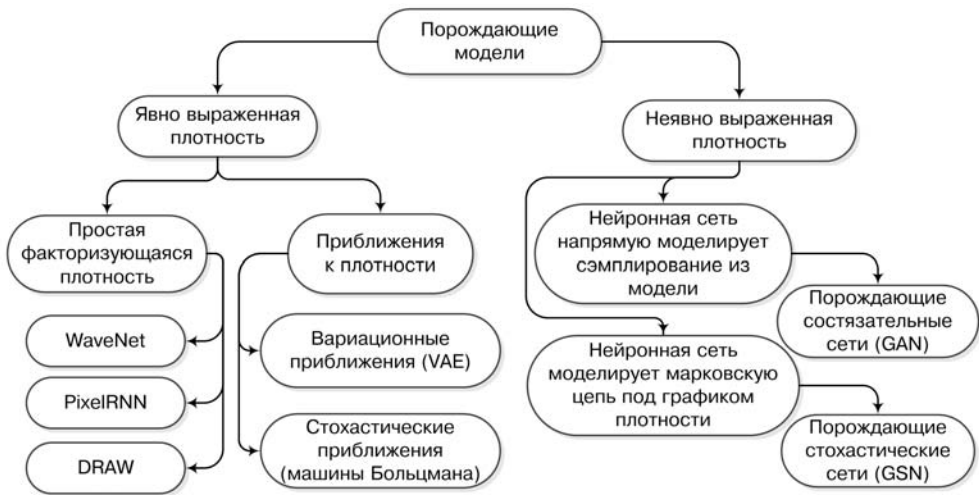 Порождающие
модели
Явно выраженная
плотность
Неявно выраженная
плотность
Простая
факторизующаяся
плотность
Приближения
к плотности
Нейронная сеть
напрямую моделирует
сэмплирование из
модели
WaveNet
Вариационные
приближения (VAE)
Порождающие
состязательные
сети (GAN)
PixelRNN
Нейронная сеть
моделирует марковскую
цепь под графиком
плотности
DRAW
Стохастические
приближения
(машины Больцмана)
Порождающие
стохастические
сети (GSN)